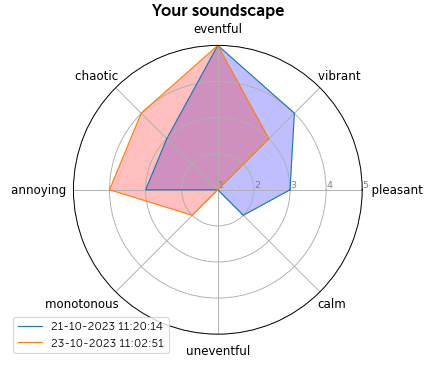 Your soundscape
eventful
chaotic
vibrant
annoying
1
2
3
4
5
pleasant
monotonous
calm
uneventful
21-10-2023 11:20:14
23-10-2023 11:02:51